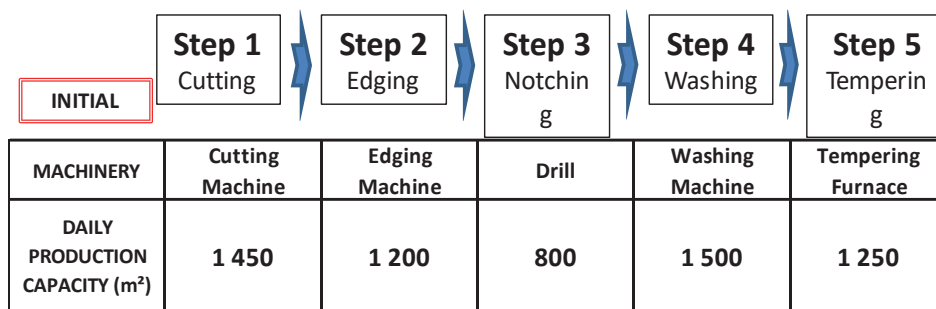 Step 1
Cutting
Step 2
Edging
Step 3
Notchin
g
Step 4
Washing
Step 5
Temperin
g
INITIAL
MACHINERY
Cutting
Machine
Edging
Machine
Drill
Washing
Machine
Tempering
Furnace
DAILY
PRODUCTION
CAPACITY (m²)
1 450
1 200
800
1 500
1 250